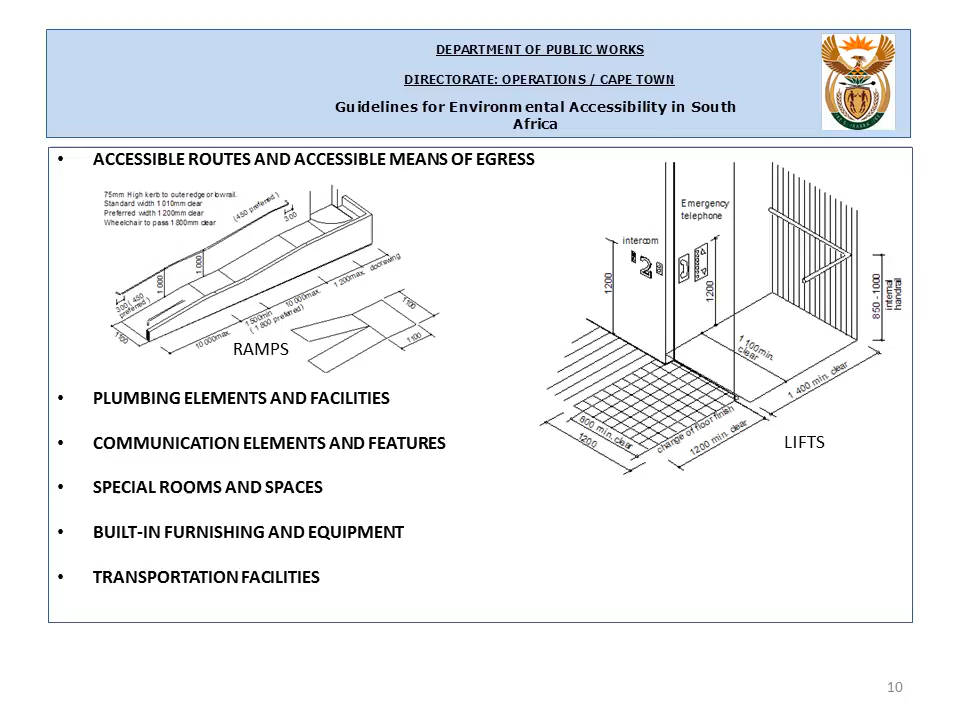 DEPARTMENT OF PUBLIC WORKS
DIRECTORATE: OPERATIONS / CAPE TOWN
Guidelines for Environmental Accessibility in South
Africa
• ACCESSIBLE ROUTES AND ACCESSIBLE MEANS OF EGRESS
75mm High kerb to outer edge or low rail.
Standard width 1 010mm clear
Preferred width 1 200mm clear
Wheelchair to pass 1 800mm clear
(450 preferred)
300
1.000
1.000
300 ( 450
preferred )
1100
10 000max.
1 500min
( 1 800 preferred)
10 000max.
1 200max.
doorswing
1100
1100
RAMPS
Emergency
telephone
intercom
2
1200
1200
850 - 1000
internal
handrail
1 100min.
clear
1 400 min. clear
change of floor finish
1200 min. clear
800 min. clear
1200
LIFTS
• PLUMBING ELEMENTS AND FACILITIES
• COMMUNICATION ELEMENTS AND FEATURES
• SPECIAL ROOMS AND SPACES
• BUILT-IN FURNISHING AND EQUIPMENT
• TRANSPORTATION FACILITIES
10